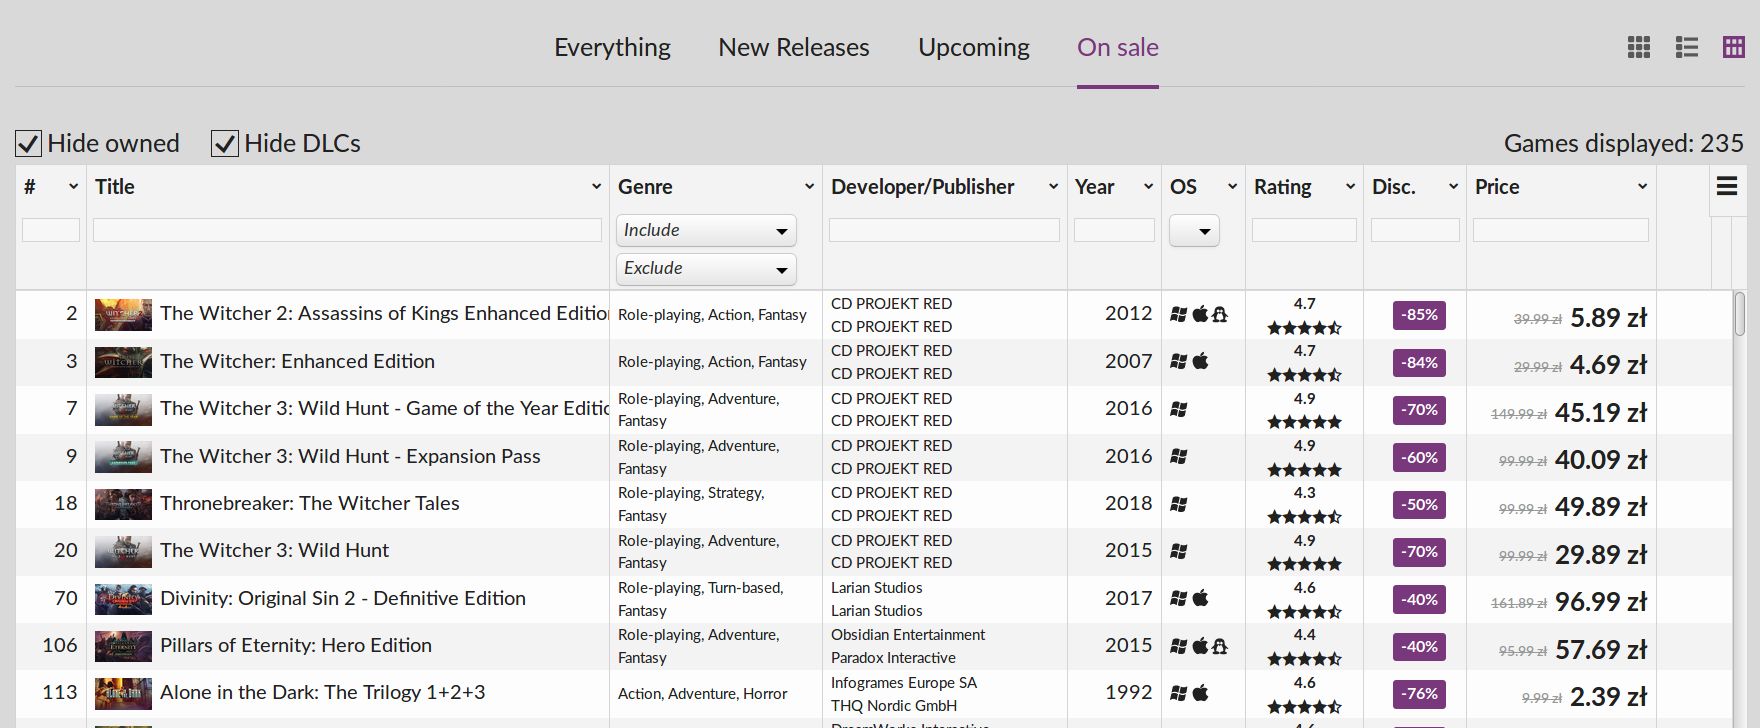 Everything New Releases Upcoming On sale
Hide owned Hide DLCs Games displayed: 235
# Title Genre Developer/Publisher Year OS Rating Disc. Price
Include
Exclude
2 The Witcher 2: Assassins of Kings Enhanced Editio Role-playing, Action, Fantasy CD PROJEKT RED CD PROJEKT RED 2012 4.7 -85% 39.99 zł 5.89 zł
3 The Witcher: Enhanced Edition Role-playing, Action, Fantasy CD PROJEKT RED CD PROJEKT RED 2007 4.7 -84% 29.99 zł 4.69 zł
7 The Witcher 3: Wild Hunt - Game of the Year Editio Role-playing, Adventure, Fantasy CD PROJEKT RED CD PROJEKT RED 2016 4.9 -70% 149.99 zł 45.19 zł
9 The Witcher 3: Wild Hunt - Expansion Pass Role-playing, Adventure, Fantasy CD PROJEKT RED CD PROJEKT RED 2016 4.9 -60% 99.99 zł 40.09 zł
18 Thronebreaker: The Witcher Tales Role-playing, Strategy, Fantasy CD PROJEKT RED CD PROJEKT RED 2018 4.3 -50% 99.99 zł 49.89 zł
20 The Witcher 3: Wild Hunt Role-playing, Adventure, Fantasy CD PROJEKT RED CD PROJEKT RED 2015 4.9 -70% 99.99 zł 29.89 zł
70 Divinity: Original Sin 2 - Definitive Edition Role-playing, Turn-based, Fantasy Larian Studios Larian Studios 2017 4.6 -40% 161.89 zł 96.99 zł
106 Pillars of Eternity: Hero Edition Role-playing, Adventure, Fantasy Obsidian Entertainment Paradox Interactive 2015 4.4 -40% 95.99 zł 57.69 zł
113 Alone in the Dark: The Trilogy 1+2+3 Action, Adventure, Horror Infogrames Europe SA THQ Nordic GmbH 1992 4.6 -76% 9.99 zł 2.39 zł